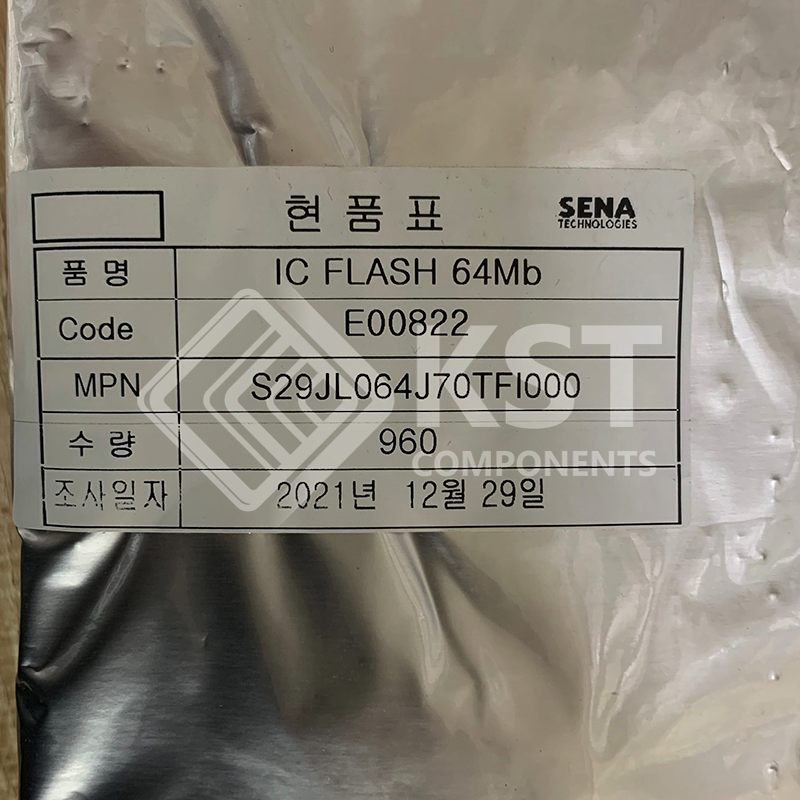 현품표
SENA
TECHNOLOGIES
품명 IC FLASH 64Mb
Code E00822
MPN S29JL064J70TFI000
수량 960
조사일자 2021년 12월 29일
KST
COMPONENTS